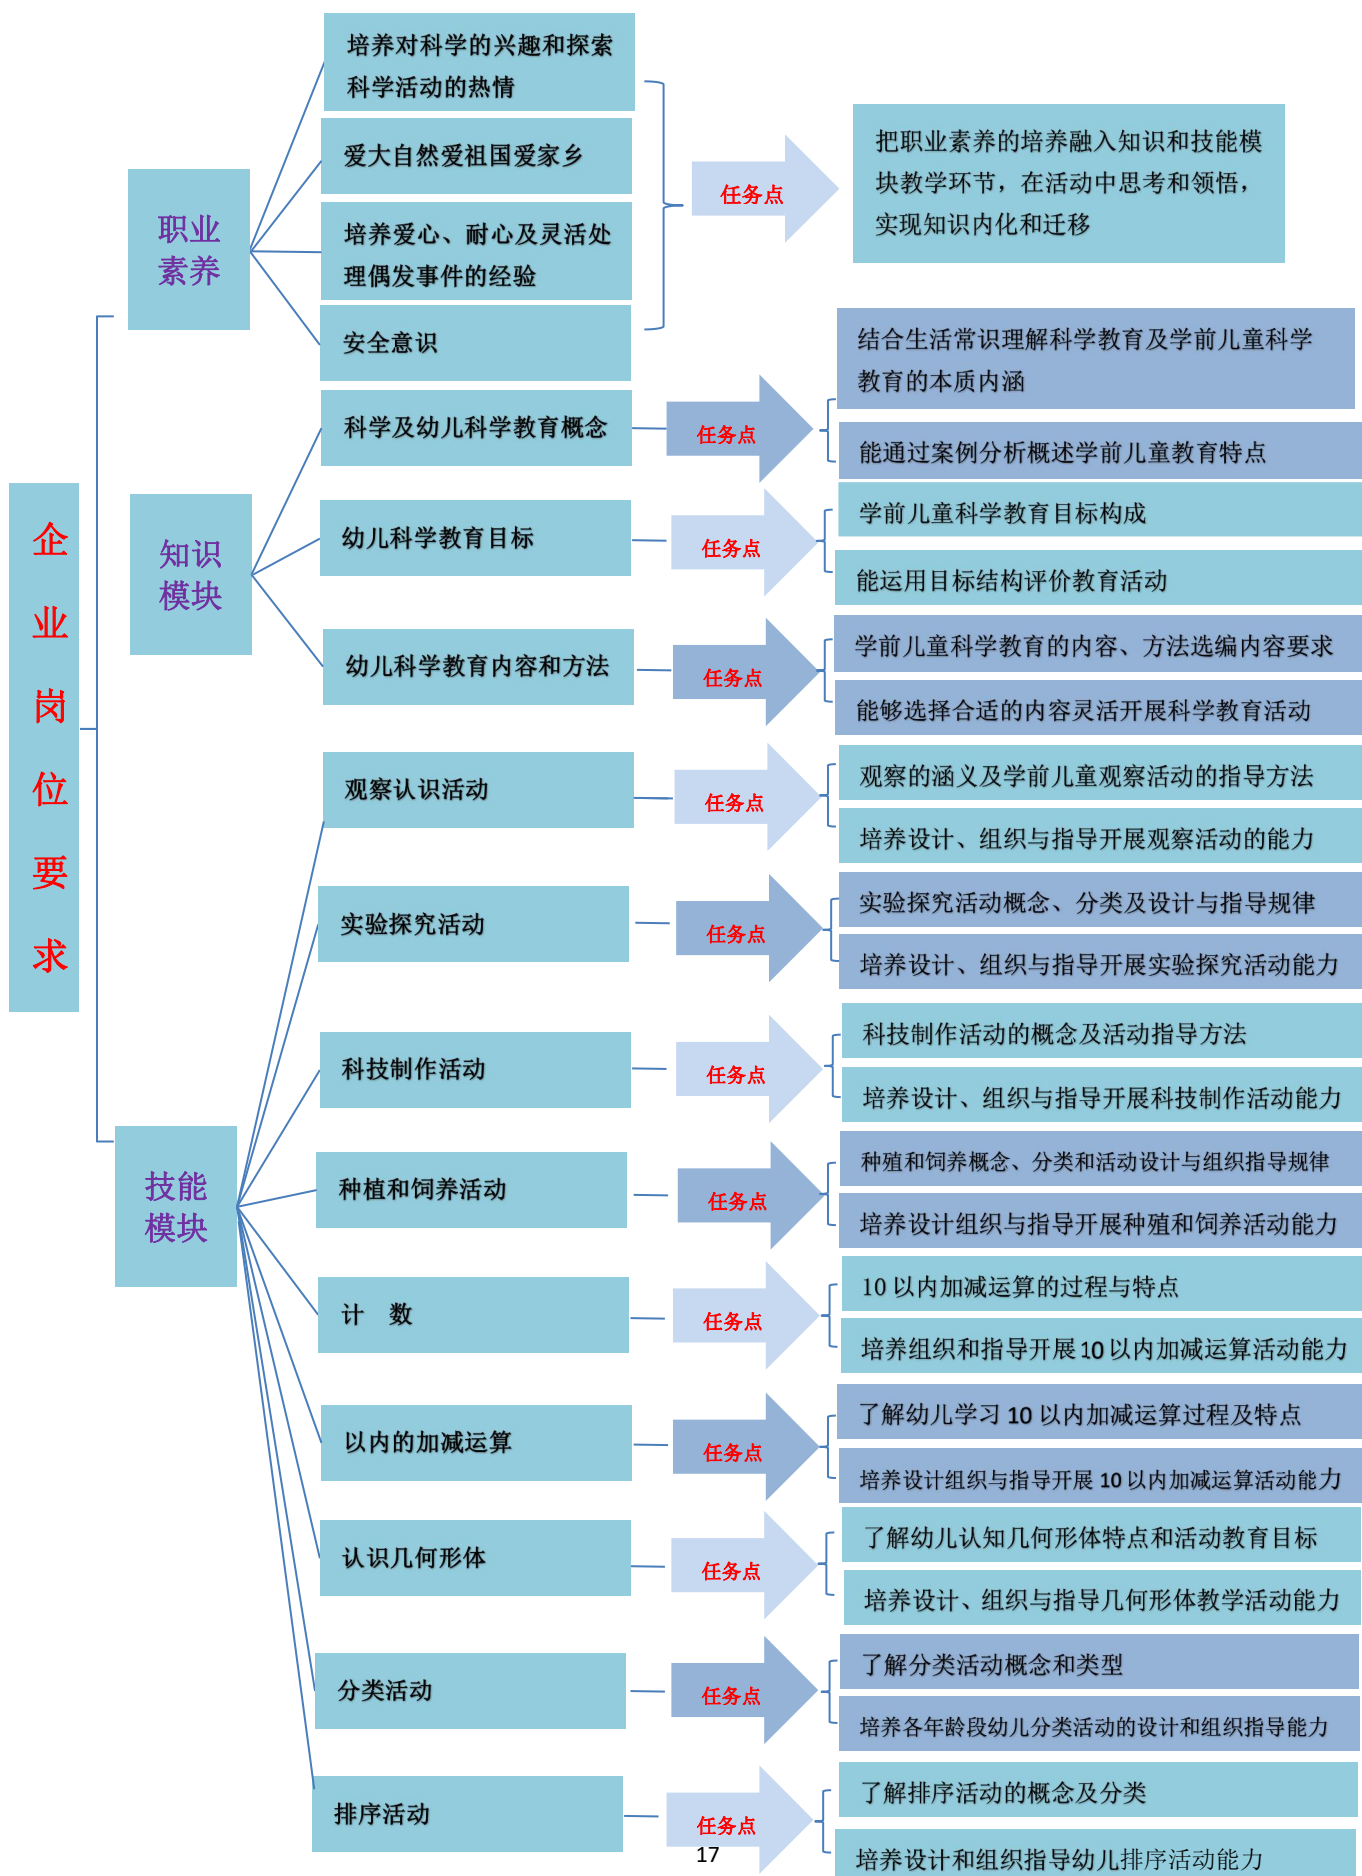 企
业
岗
位
要
求
职业
素养
培养对科学的兴趣和探索
科学活动的热情
爱大自然爱祖国爱家乡
培养爱心、耐心及灵活处
理偶发事件的经验
安全意识
任务点
把职业素养的培养融入知识和技能模
块教学环节，在活动中思考和领悟，
实现知识内化和迁移
知识
模块
科学及幼儿科学教育概念
任务点
结合生活常识理解科学教育及学前儿童科学
教育的本质内涵
能通过案例分析概述学前儿童教育特点
幼儿科学教育目标
任务点
学前儿童科学教育目标构成
能运用目标结构评价教育活动
幼儿科学教育内容和方法
任务点
学前儿童科学教育的内容、方法选编内容要求
能够选择合适的内容灵活开展科学教育活动
技能
模块
观察认识活动
任务点
观察的涵义及学前儿童观察活动的指导方法
培养设计、组织与指导开展观察活动的能力
实验探究活动
任务点
实验探究活动概念、分类及设计与指导规律
培养设计、组织与指导开展实验探究活动能力
科技制作活动
任务点
科技制作活动的概念及活动指导方法
培养设计、组织与指导开展科技制作活动能力
种植和饲养活动
任务点
种植和饲养概念、分类和活动设计与组织指导规律
培养设计组织与指导开展种植和饲养活动能力
计 数
任务点
10 以内加减运算的过程与特点
培养组织和指导开展 10 以内加减运算活动能力
以内的加减运算
任务点
了解幼儿学习 10 以内加减运算过程及特点
培养设计组织与指导开展 10 以内加减运算活动能力
认识几何形体
任务点
了解幼儿认知几何形体特点和活动教育目标
培养设计、组织与指导几何形体教学活动能力
分类活动
任务点
了解分类活动概念和类型
培养各年龄段幼儿分类活动的设计和组织指导能力
排序活动
任务点
了解排序活动的概念及分类
培养设计和组织指导幼儿排序活动能力
17